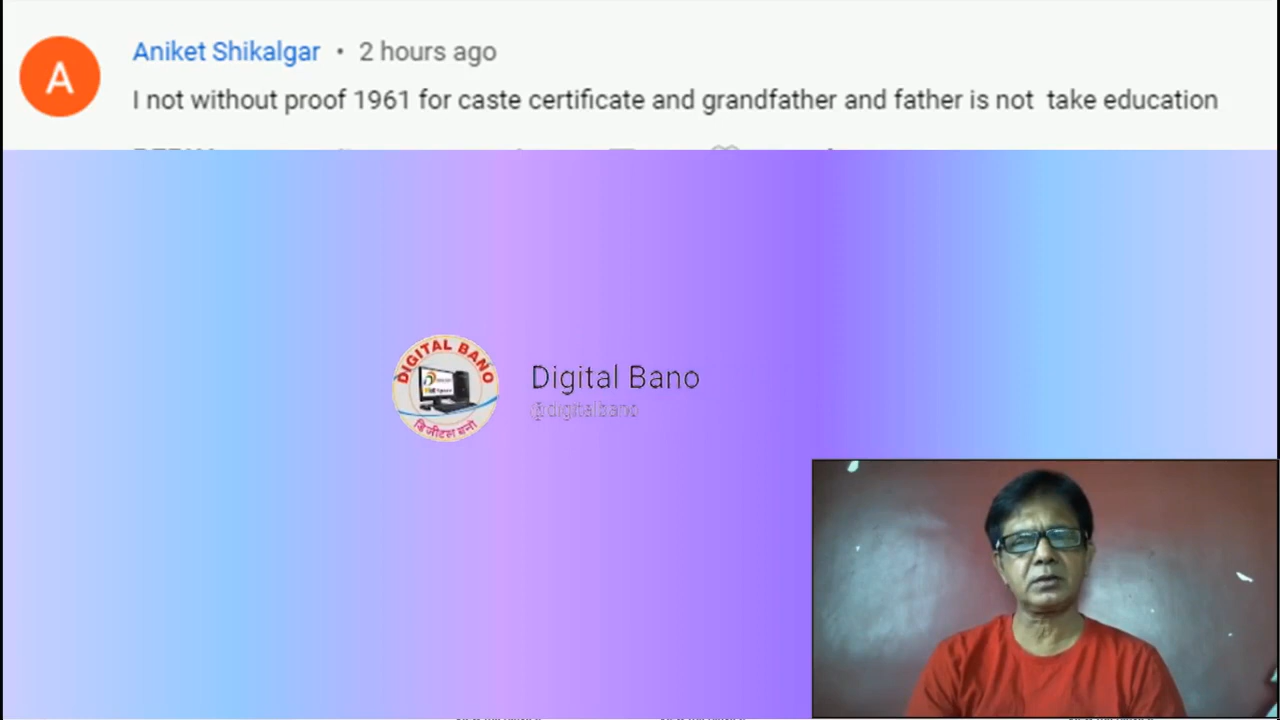 A
Aniket Shikalgar • 2 hours ago
I not without proof 1961 for caste certificate and grandfather and father is not take education
DIGITAL BANO
डिजीटल बनो
Digital Bano
@digitalbano